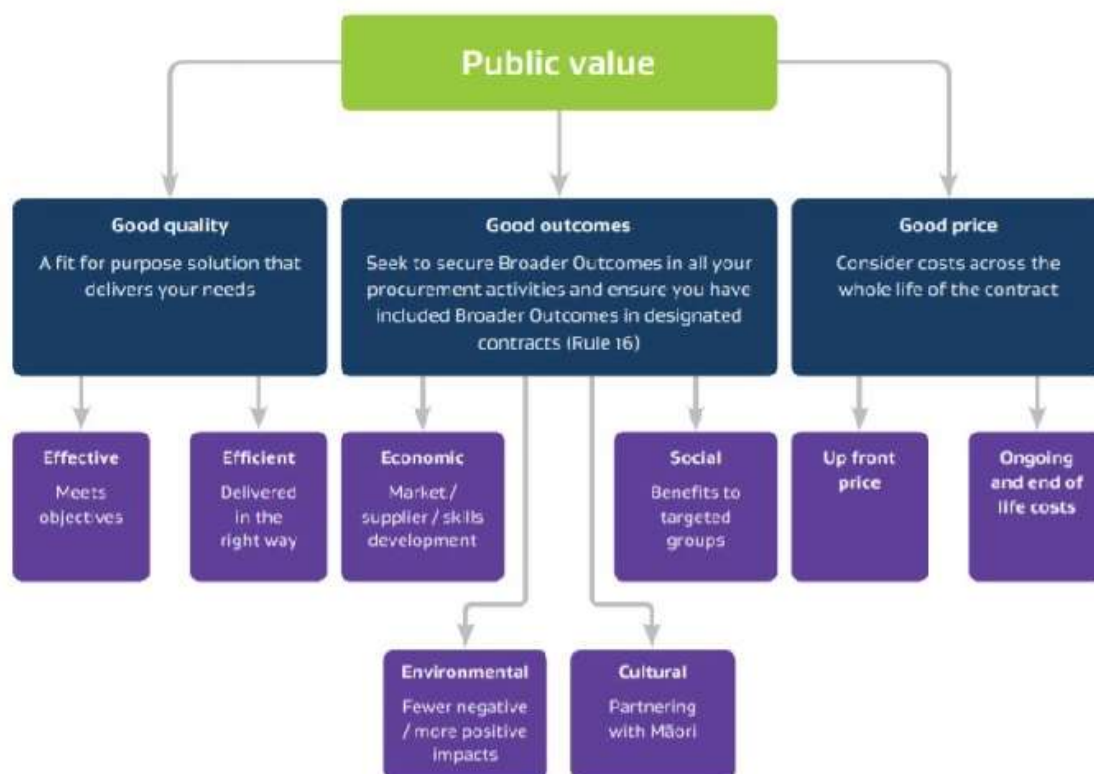 Public value
Good quality
A fit for purpose solution that
delivers your needs
Good outcomes
Seek to secure Broader Outcomes in all your
procurement activities and ensure you have
included Broader Outcomes in designated
contracts (Rule 16)
Good price
Consider costs across the
whole life of the contract
Effective
Meets
objectives
Efficient
Delivered
in the
right way
Economic
Market /
supplier / skills
development
Social
Benefits to
targeted
groups
Up front
price
Ongoing
and end of
life costs
Environmental
Fewer negative
/ more positive
impacts
Cultural
Partnering
with Māori